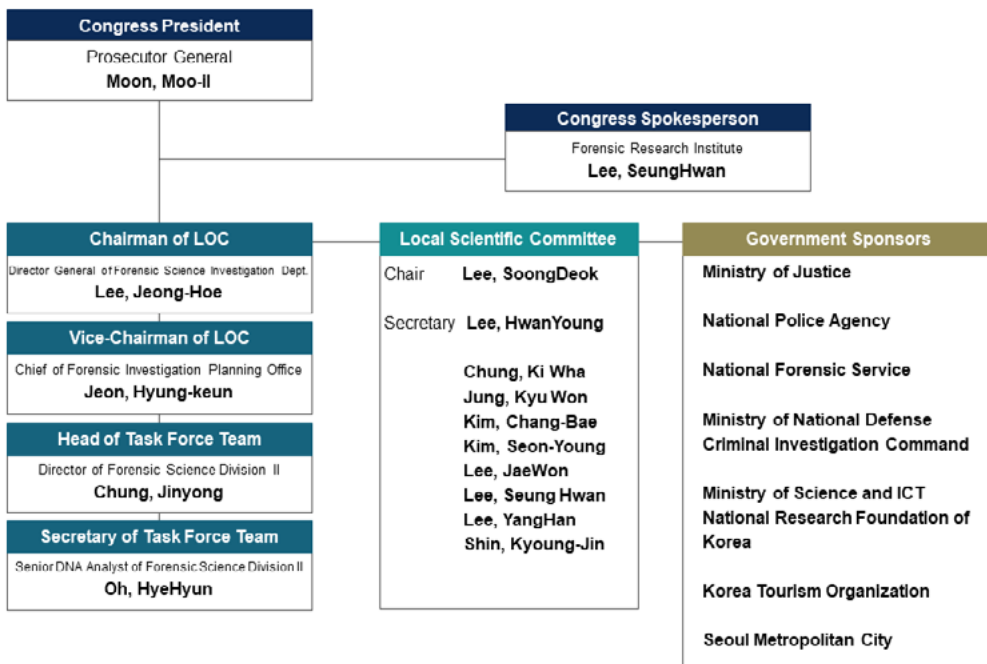 Congress President
Prosecutor General
Moon, Moo-Il
Congress Spokesperson
Forensic Research Institute
Lee, SeungHwan
Chairman of LOC
Director General of Forensic Science Investigation Dept.
Lee, Jeong-Hoe
Vice-Chairman of LOC
Chief of Forensic Investigation Planning Office
Jeon, Hyung-keun
Head of Task Force Team
Director of Forensic Science Division II
Chung, Jinyong
Secretary of Task Force Team
Senior DNA Analyst of Forensic Science Division II
Oh, HyeHyun
Local Scientific Committee
Chair Lee, SoongDeok
Secretary Lee, HwanYoung
Chung, Ki Wha
Jung, Kyu Won
Kim, Chang-Bae
Kim, Seon-Young
Lee, JaeWon
Lee, Seung Hwan
Lee, YangHan
Shin, Kyoung-Jin
Government Sponsors
Ministry of Justice
National Police Agency
National Forensic Service
Ministry of National Defense
Criminal Investigation Command
Ministry of Science and ICT
National Research Foundation of
Korea
Korea Tourism Organization
Seoul Metropolitan City